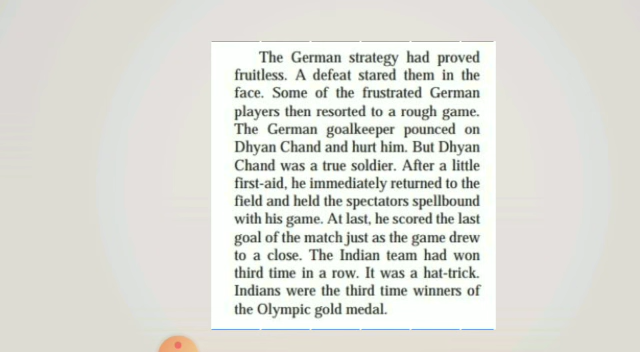 The German strategy had proved
fruitless. A defeat stared them in the
face. Some of the frustrated German
players then resorted to a rough game.
The German goalkeeper pounced on
Dhyan Chand and hurt him. But Dhyan
Chand was a true soldier. After a little
first-aid, he immediately returned to the
field and held the spectators spellbound
with his game. At last, he scored the last
goal of the match just as the game drew
to a close. The Indian team had won
third time in a row. It was a hat-trick.
Indians were the third time winners of
the Olympic gold medal.